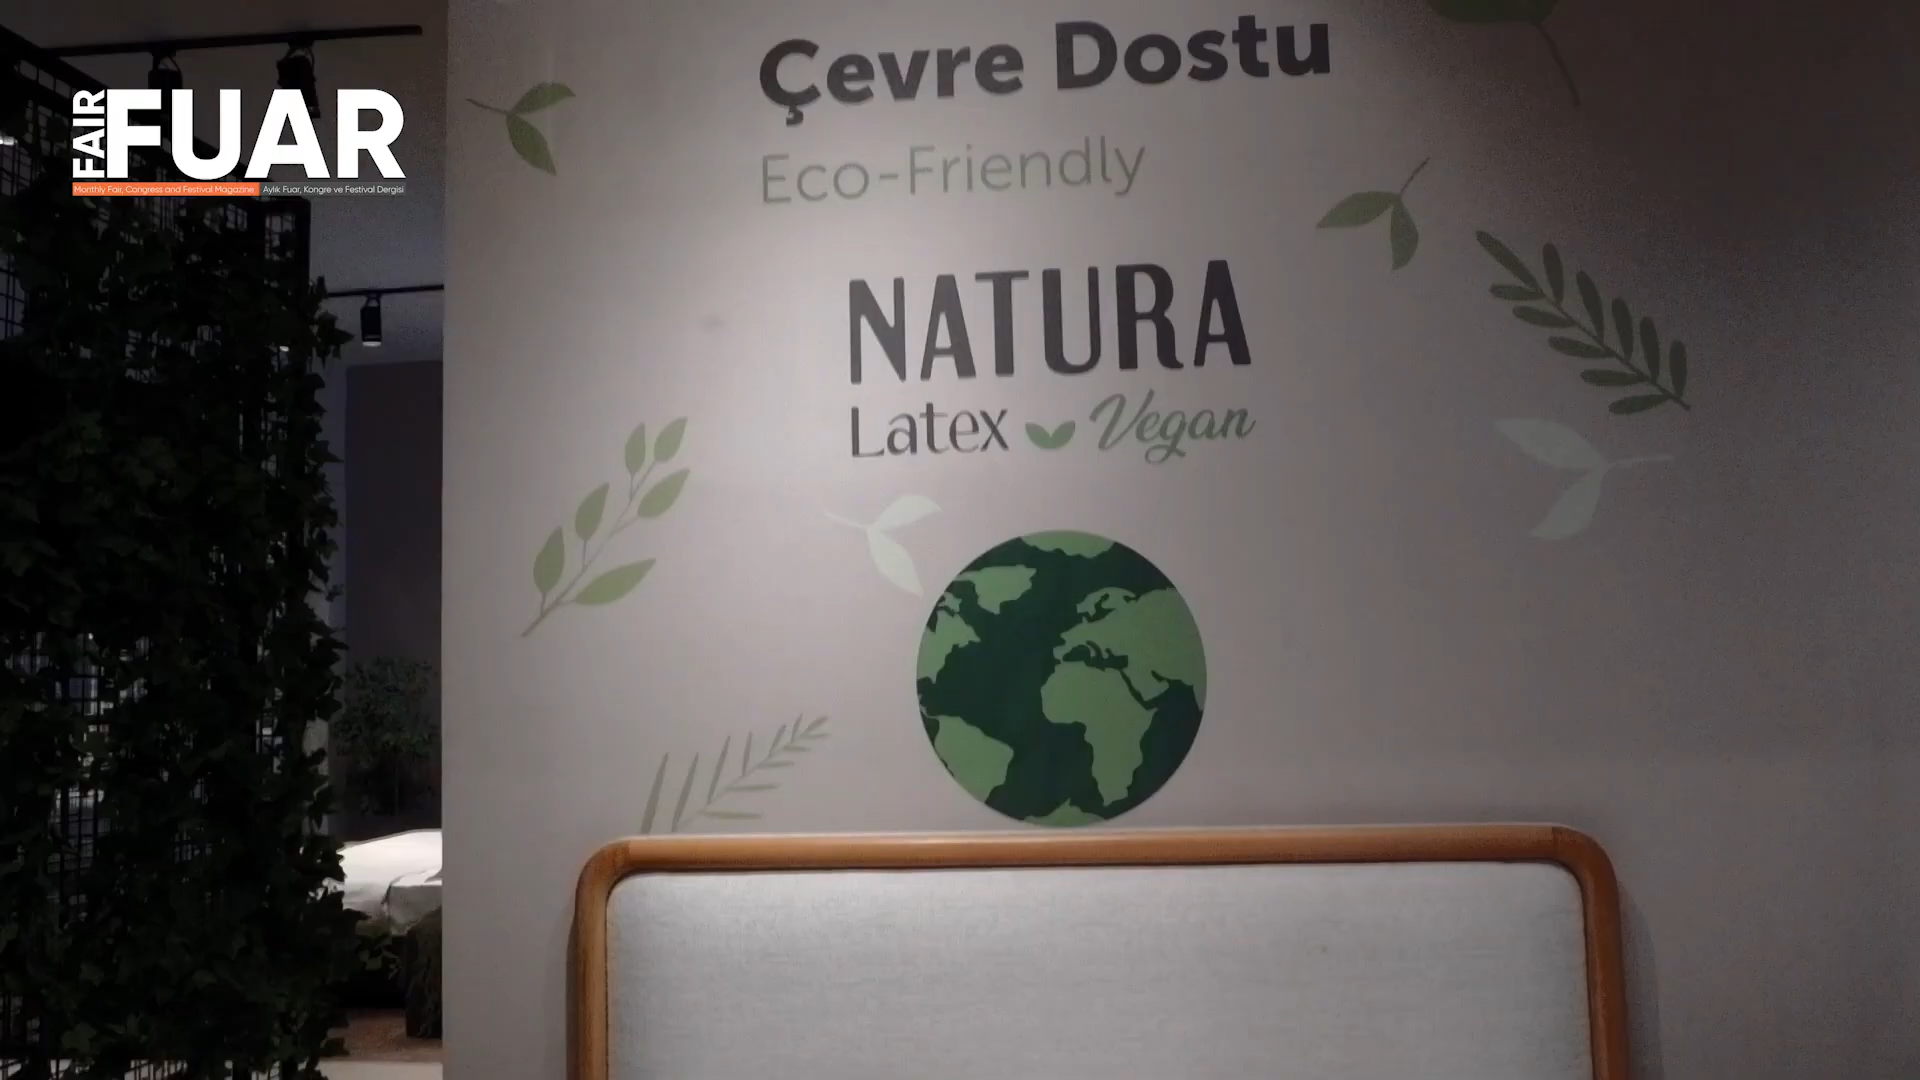 FAIR
FUAR
Monthly Fair, Congress and Festival Magazine Aylık Fuar, Kongre ve Festival Dergisi
Çevre Dostu
Eco-Friendly
NATURA
Latex Vegan